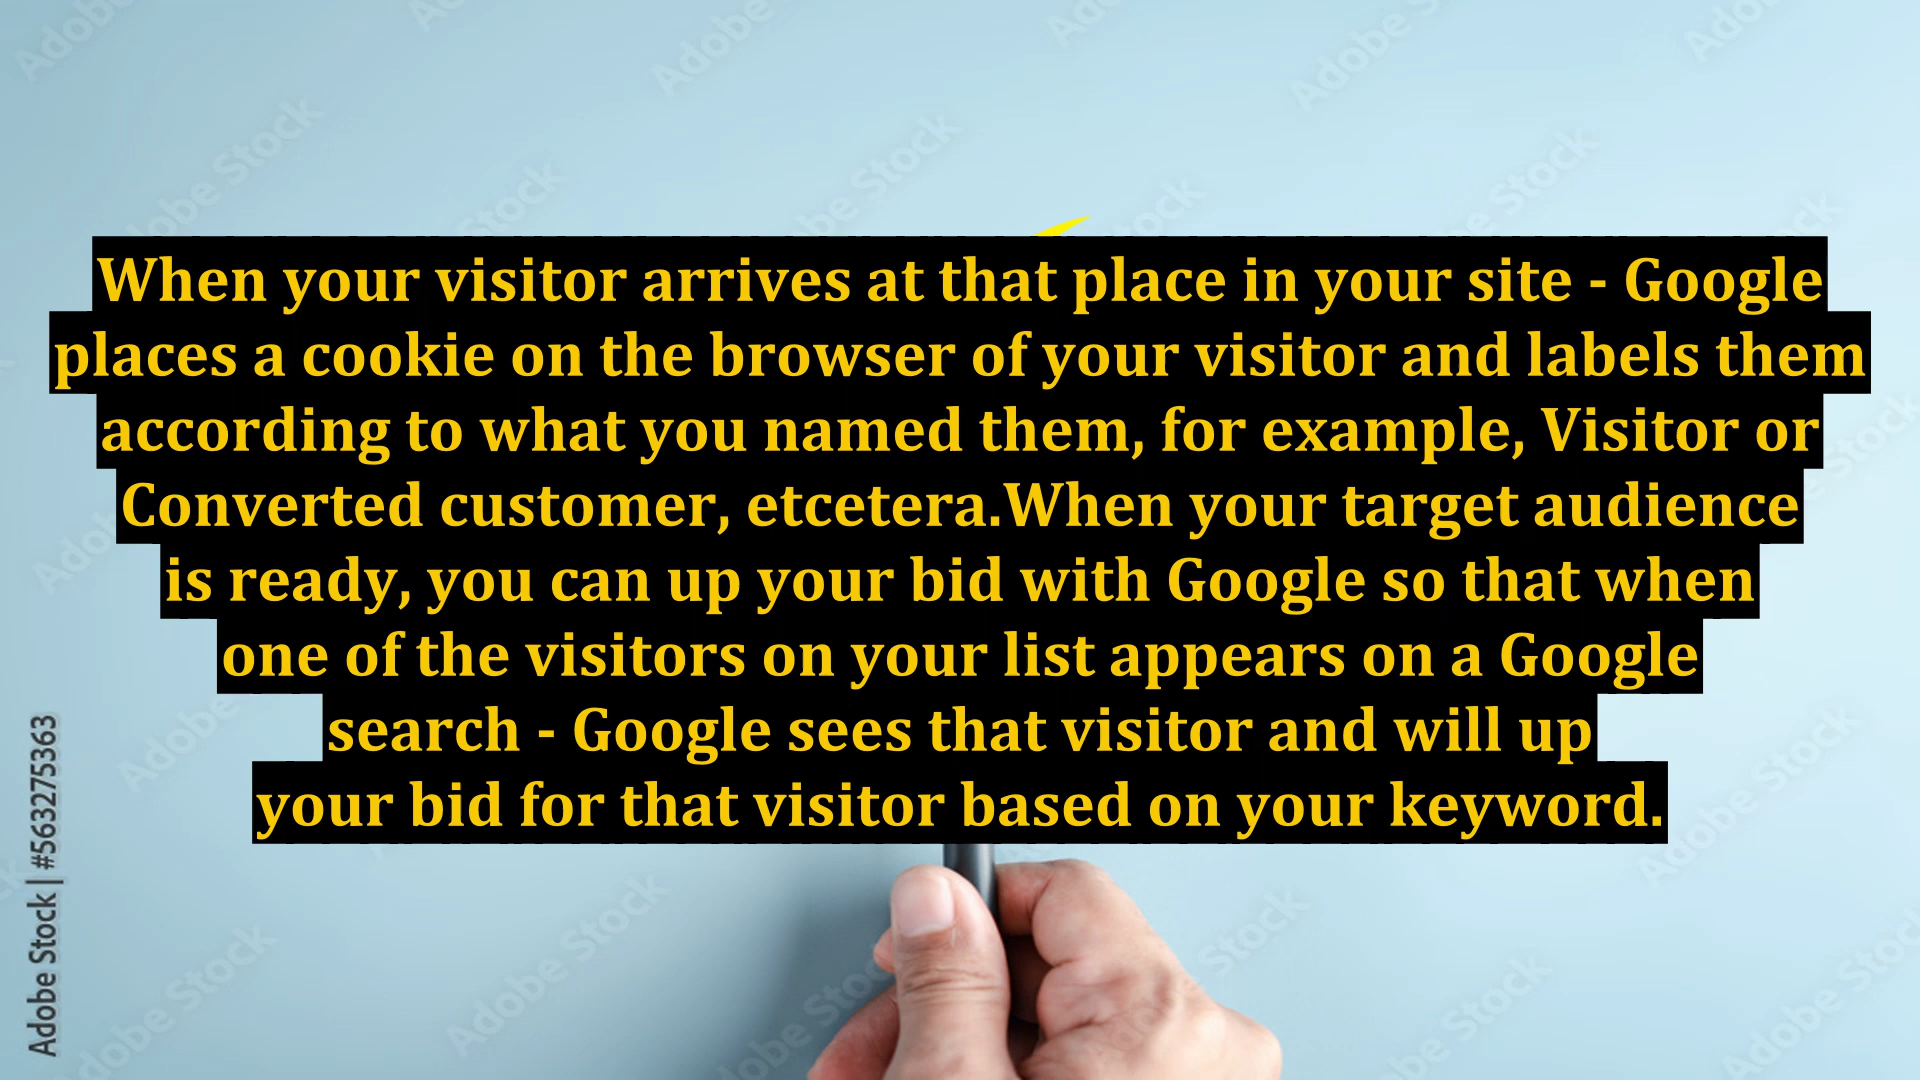 When your visitor arrives at that place in your site - Google
places a cookie on the browser of your visitor and labels them
according to what you named them, for example, Visitor or
Converted customer, etcetera.When your target audience
is ready, you can up your bid with Google so that when
one of the visitors on your list appears on a Google
search - Google sees that visitor and will up
your bid for that visitor based on your keyword.
Adobe Stock | #563275363
Adobe Stock